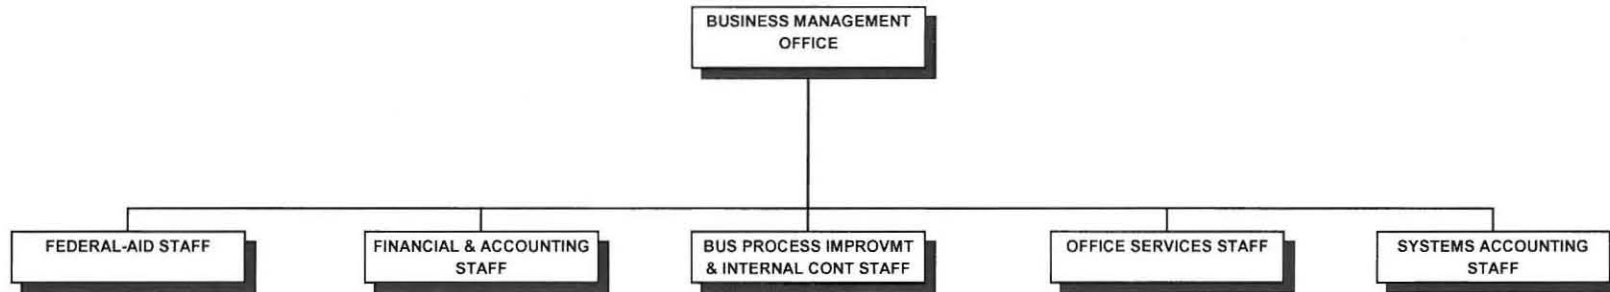 BUSINESS MANAGEMENT
OFFICE
FEDERAL-AID STAFF
FINANCIAL & ACCOUNTING
STAFF
BUS PROCESS IMPROVMT
& INTERNAL CONT STAFF
OFFICE SERVICES STAFF
SYSTEMS ACCOUNTING
STAFF